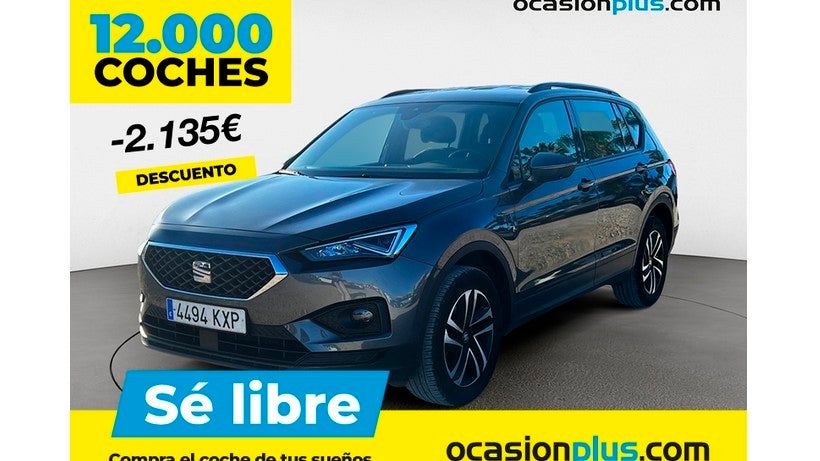 12.000
COCHES
ocasionplus.com
-2.135€
DESCUENTO
4494 KXP
Sé libre
Compra el coche de tus sueños
ocasionplus.com